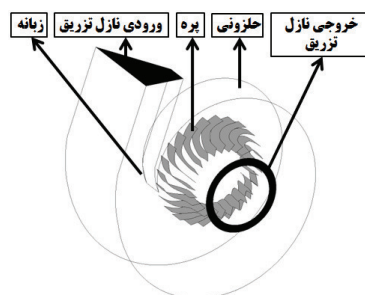 خروجی نازل
تزریق
حلزونی
پره
ورودی نازل تزریق
زبانه